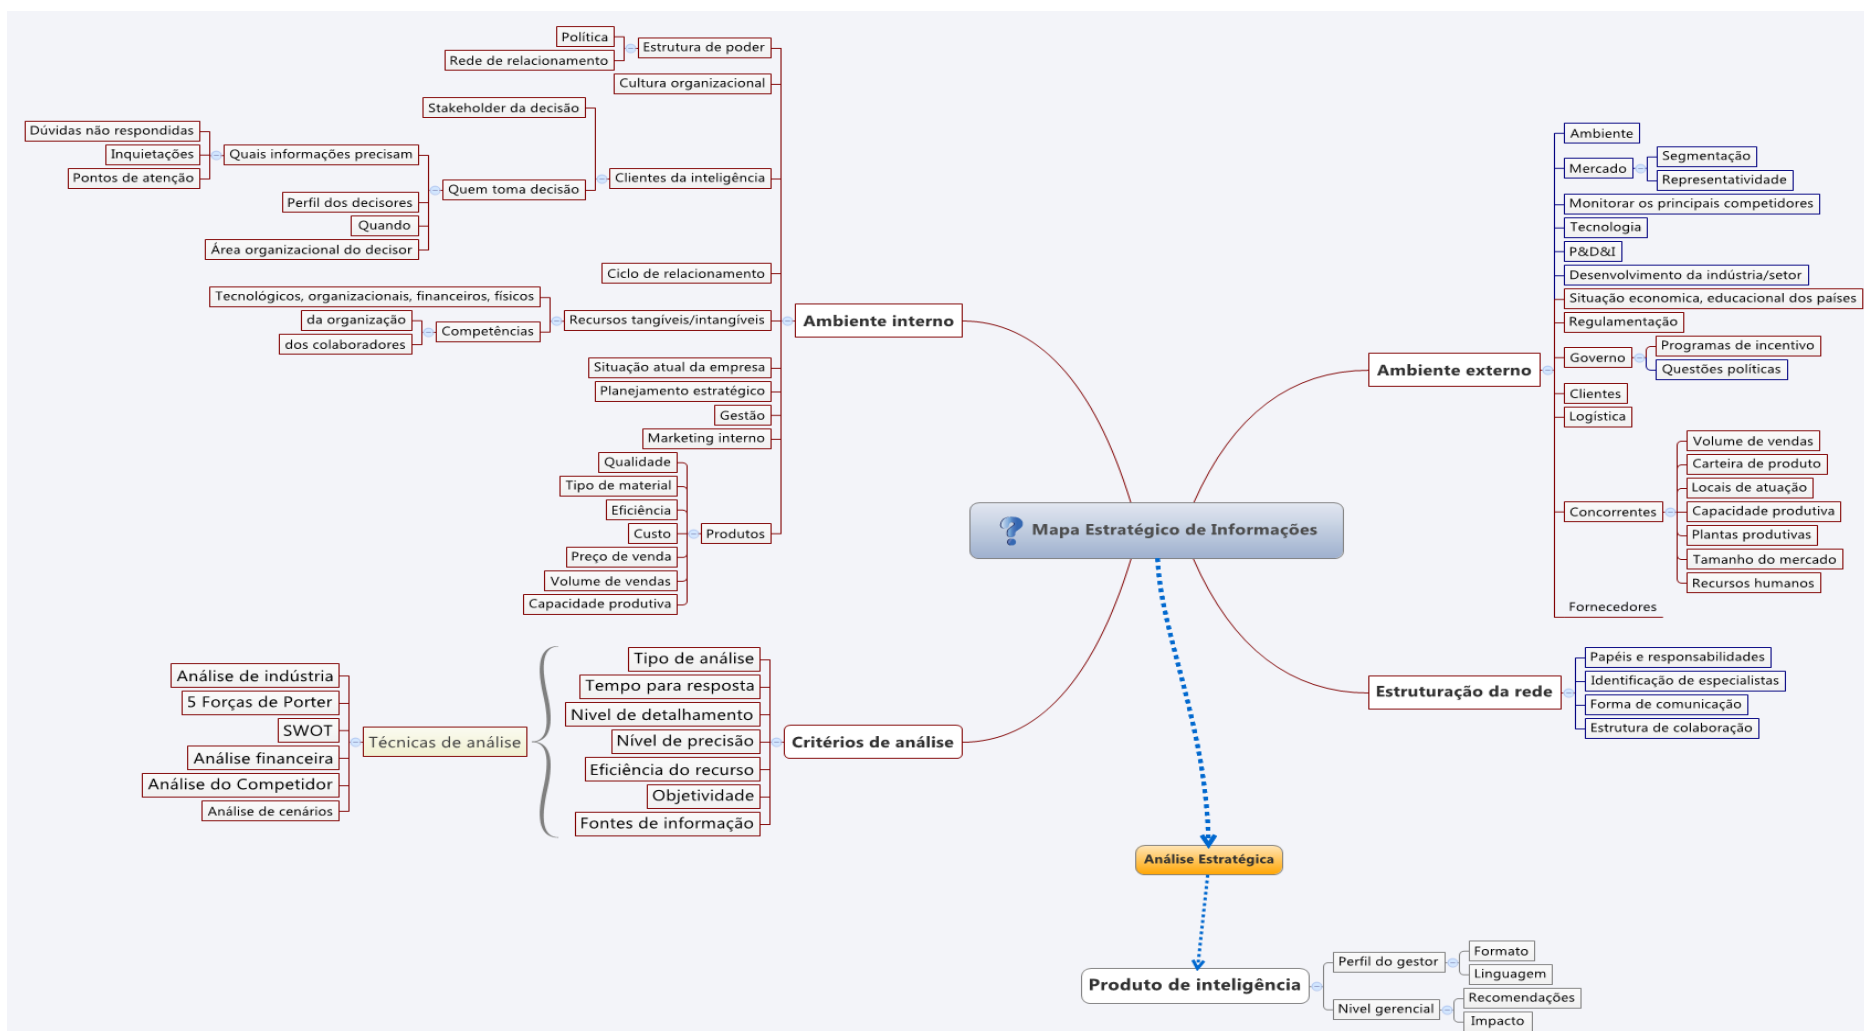 Política
Rede de relacionamento
Estrutura de poder
Cultura organizacional
Stakeholder da decisão
Dúvidas não respondidas
Inquietações
Pontos de atenção
Quais informações precisam
Perfil dos decisores
Quando
Área organizacional do decisor
Quem toma decisão
Clientes da inteligência
Ciclo de relacionamento
Tecnológicos, organizacionais, financeiros, físicos
da organização
dos colaboradores
Competências
Recursos tangíveis/intangíveis
Ambiente interno
Situação atual da empresa
Planejamento estratégico
Gestão
Marketing interno
Qualidade
Tipo de material
Eficiência
Custo
Preço de venda
Volume de vendas
Capacidade produtiva
Produtos
Mapa Estratégico de Informações
Ambiente externo
Ambiente
Mercado
Segmentação
Representatividade
Monitorar os principais competidores
Tecnologia
P&D&I
Desenvolvimento da indústria/setor
Situação economica, educacional dos países
Regulamentação
Governo
Programas de incentivo
Questões políticas
Clientes
Logística
Concorrentes
Volume de vendas
Carteira de produto
Locais de atuação
Capacidade produtiva
Plantas produtivas
Tamanho do mercado
Recursos humanos
Fornecedores
Análise de indústria
5 Forças de Porter
SWOT
Análise financeira
Análise do Competidor
Análise de cenários
Técnicas de análise
Tipo de análise
Tempo para resposta
Nivel de detalhamento
Nível de precisão
Eficiência do recurso
Objetividade
Fontes de informação
Critérios de análise
Estruturação da rede
Papéis e responsabilidades
Identificação de especialistas
Forma de comunicação
Estrutura de colaboração
Análise Estratégica
Produto de inteligência
Perfil do gestor
Formato
Linguagem
Nivel gerencial
Recomendações
Impacto